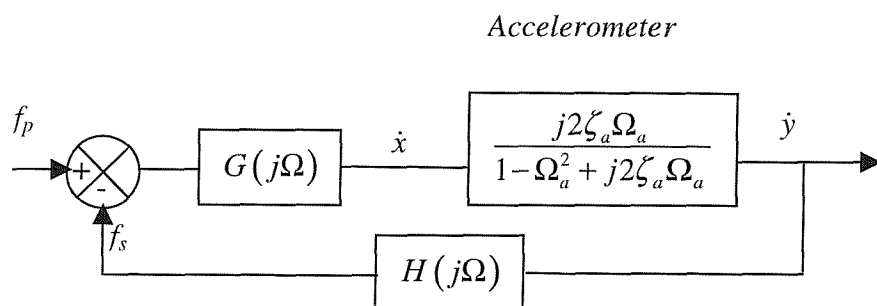 Accelerometer
f_p
+
-
G(jΩ)
ẋ
j2ζ_aΩ_a
1-Ω_a^2+j2ζ_aΩ_a
ẏ
f_s
H(jΩ)